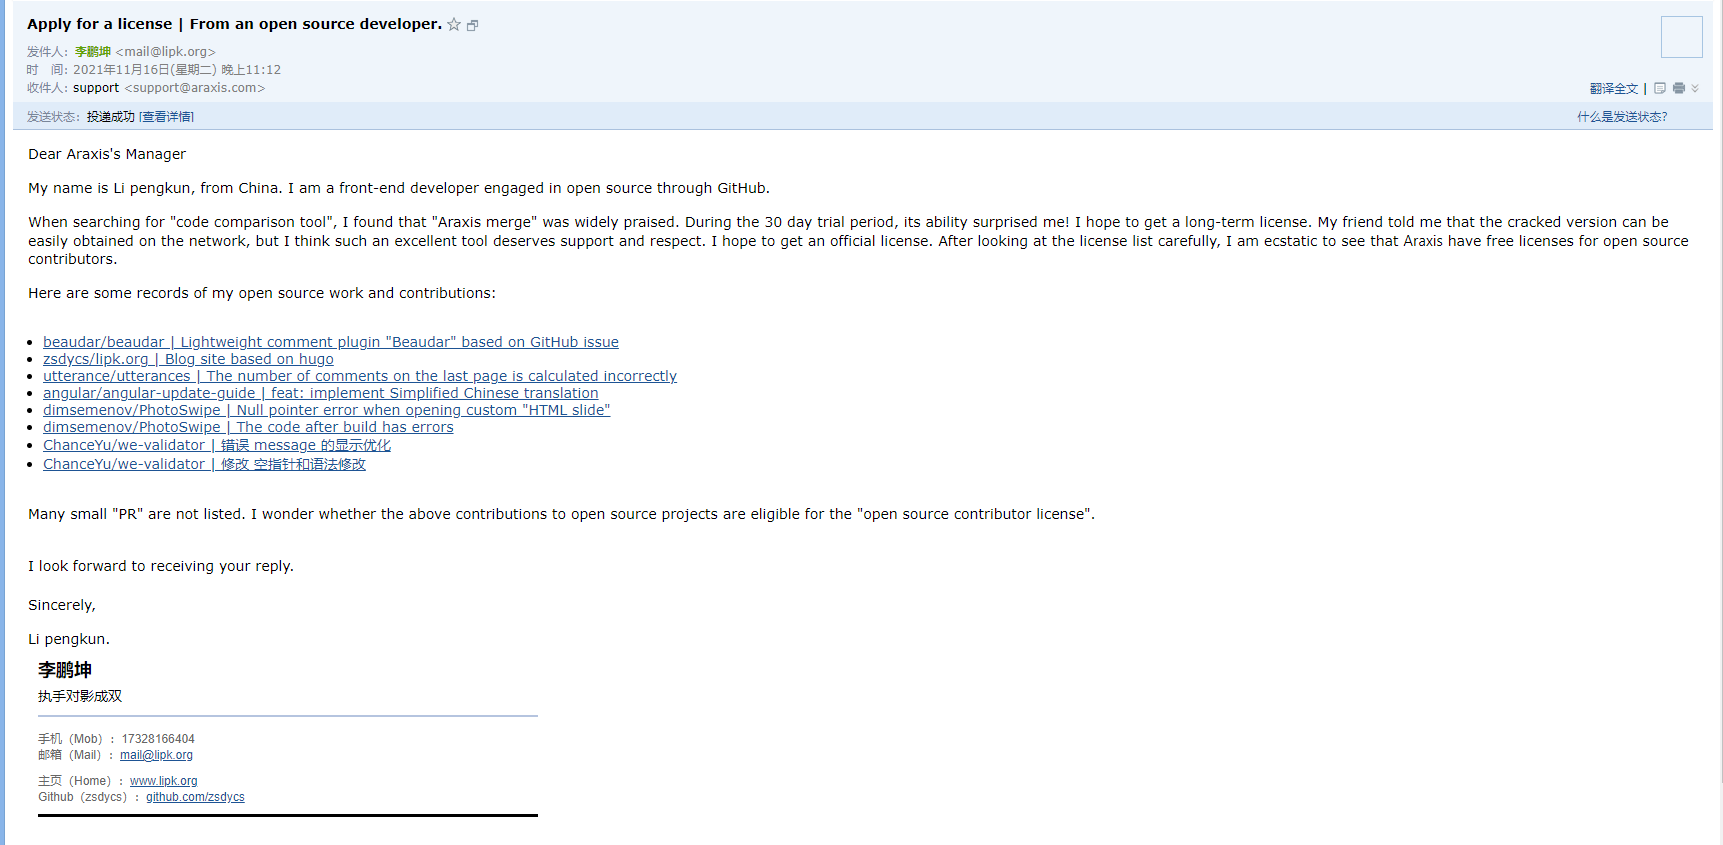 Apply for a license | From an open source developer.
发件人：李鹏坤 <mail@lipk.org>
时 间：2021年11月16日(星期二) 晚上11:12
收件人：support <support@araxis.com>
翻译全文 |
发送状态：投递成功 [查看详情]
什么是发送状态?
Dear Araxis's Manager
My name is Li pengkun, from China. I am a front-end developer engaged in open source through GitHub.
When searching for "code comparison tool", I found that "Araxis merge" was widely praised. During the 30 day trial period, its ability surprised me! I hope to get a long-term license. My friend told me that the cracked version can be
easily obtained on the network, but I think such an excellent tool deserves support and respect. I hope to get an official license. After looking at the license list carefully, I am ecstatic to see that Araxis have free licenses for open source
contributors.
Here are some records of my open source work and contributions:
beaudar/beaudar | Lightweight comment plugin "Beaudar" based on GitHub issue
zsdycs/lipk.org | Blog site based on hugo
utterance/utterances | The number of comments on the last page is calculated incorrectly
angular/angular-update-guide | feat: implement Simplified Chinese translation
dimsemenov/PhotoSwipe | Null pointer error when opening custom "HTML slide"
dimsemenov/PhotoSwipe | The code after build has errors
ChanceYu/we-validator | 错误 message 的显示优化
ChanceYu/we-validator | 修改 空指针和语法修改
Many small "PR" are not listed. I wonder whether the above contributions to open source projects are eligible for the "open source contributor license".
I look forward to receiving your reply.
Sincerely,
Li pengkun.
李鹏坤
执手对影成双
手机（Mob）：17328166404
邮箱（Mail）：mail@lipk.org
主页（Home）：www.lipk.org
Github（zsdycs）：github.com/zsdycs